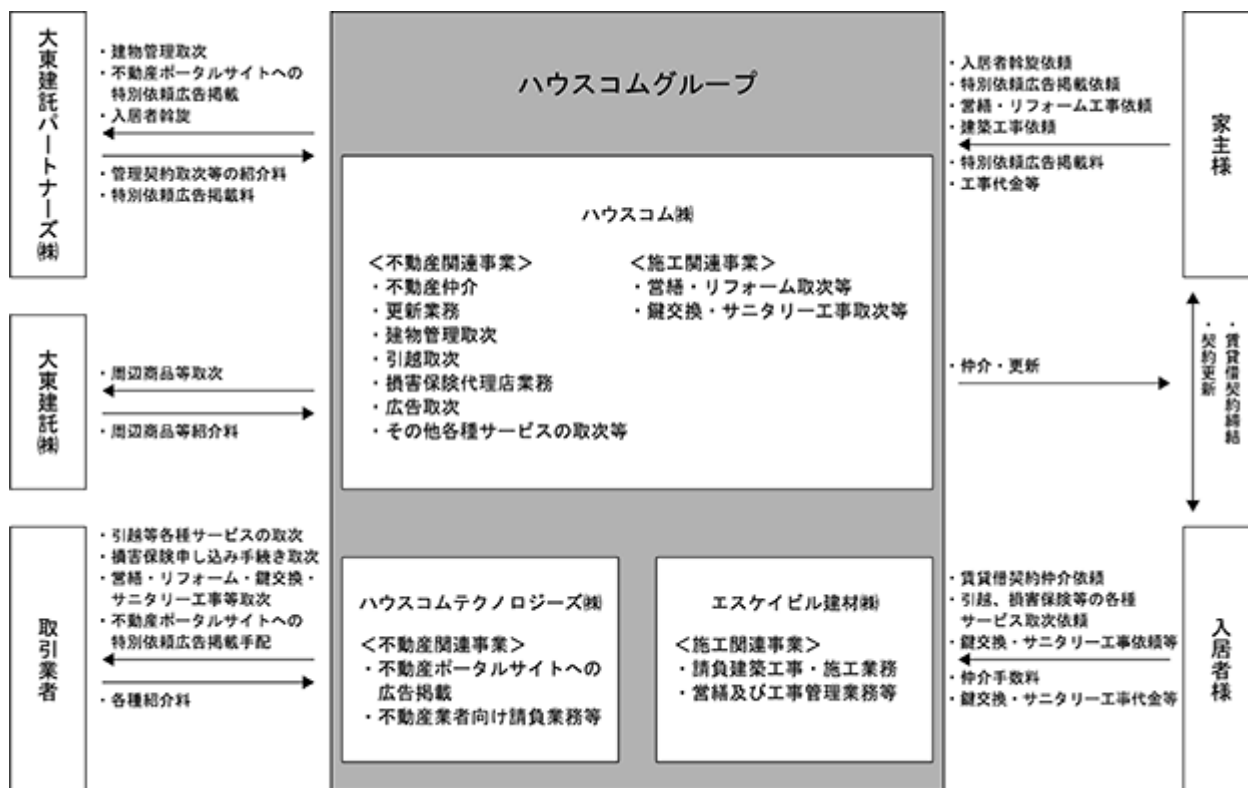 大東建託パートナーズ㈱
・建物管理取次
・不動産ポータルサイトへの
特別依頼広告掲載
・入居者斡旋
・管理契約取次等の紹介料
・特別依頼広告掲載料
大東建託㈱
・周辺商品等取次
・周辺商品等紹介料
取引業者
・引越等各種サービスの取次
・損害保険申し込み手続き取次
・営繕・リフォーム・鍵交換・
サニタリー工事等取次
・不動産ポータルサイトへの
特別依頼広告掲載手配
・各種紹介料
ハウスコムグループ
ハウスコム㈱
＜不動産関連事業＞
・不動産仲介
・更新業務
・建物管理取次
・引越取次
・損害保険代理店業務
・広告取次
・その他各種サービスの取次等
＜施工関連事業＞
・営繕・リフォーム取次等
・鍵交換・サニタリー工事取次等
ハウスコムテクノロジーズ㈱
＜不動産関連事業＞
・不動産ポータルサイトへの
広告掲載
・不動産業者向け請負業務等
エスケイビル建材㈱
＜施工関連事業＞
・請負建築工事・施工業務
・営繕及び工事管理業務等
・入居者斡旋依頼
・特別依頼広告掲載依頼
・営繕・リフォーム工事依頼
・建築工事依頼
・特別依頼広告掲載料
・工事代金等
家主様
・仲介・更新
・賃貸借契約締結
・契約更新
・賃貸借契約仲介依頼
・引越、損害保険等の各種
サービス取次依頼
・鍵交換・サニタリー工事依頼等
・仲介手数料
・鍵交換・サニタリー工事代金等
入居者様